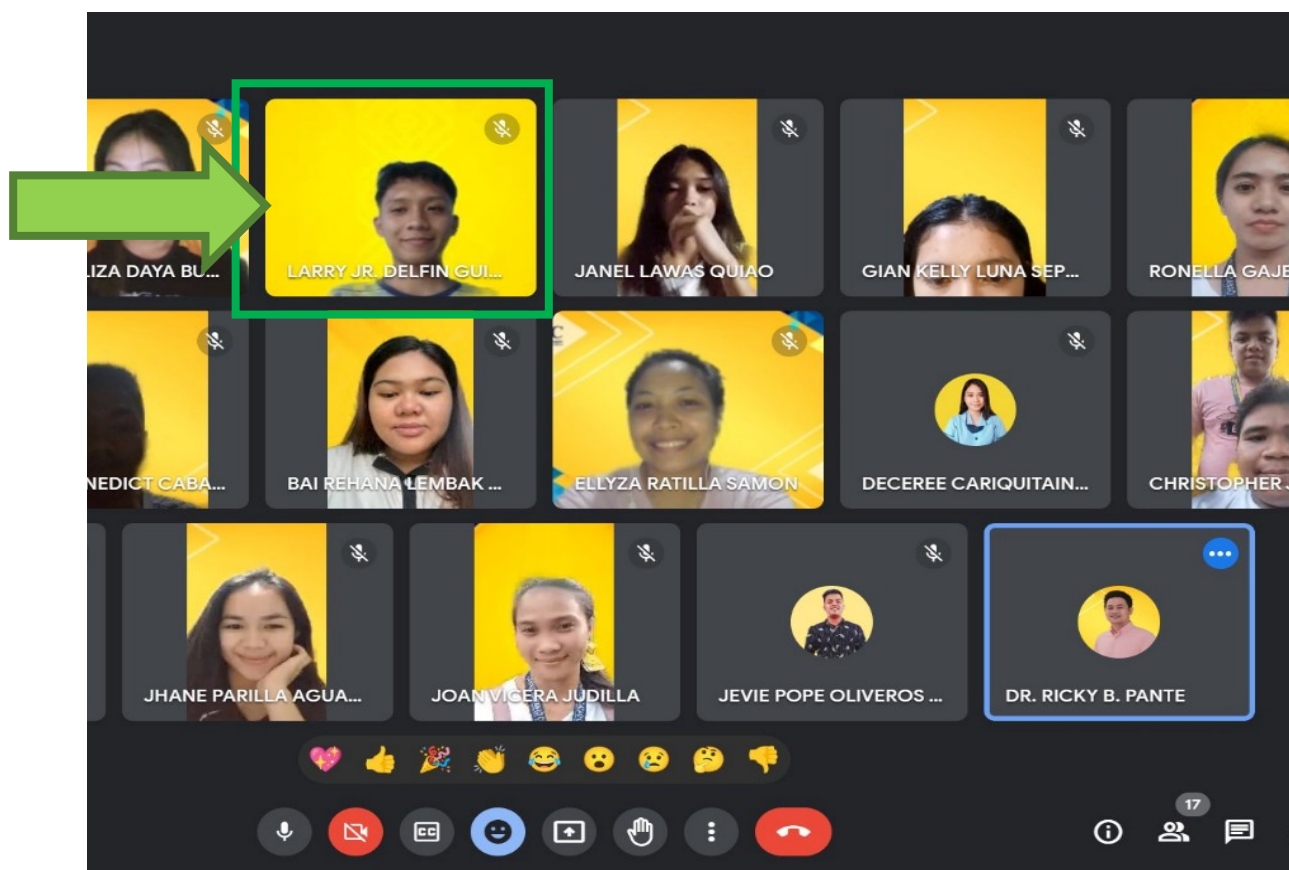 LIZA DAYA BU...
LARRY JR. DELFIN GUI...
JANEL LAWAS QUIAO
GIAN KELLY LUNA SEP...
RONELLA GAJE
C
NEDICT CABA...
BAI REHANA LEMBAK ...
ELLYZA RATILLA SAMON
DECEREE CARIQUITAIN...
CHRISTOPHER J
JHANE PARILLA AGUA...
JOAN VICERA JUDILLA
JEVIE POPE OLIVEROS ...
DR. RICKY B. PANTE
CC
17